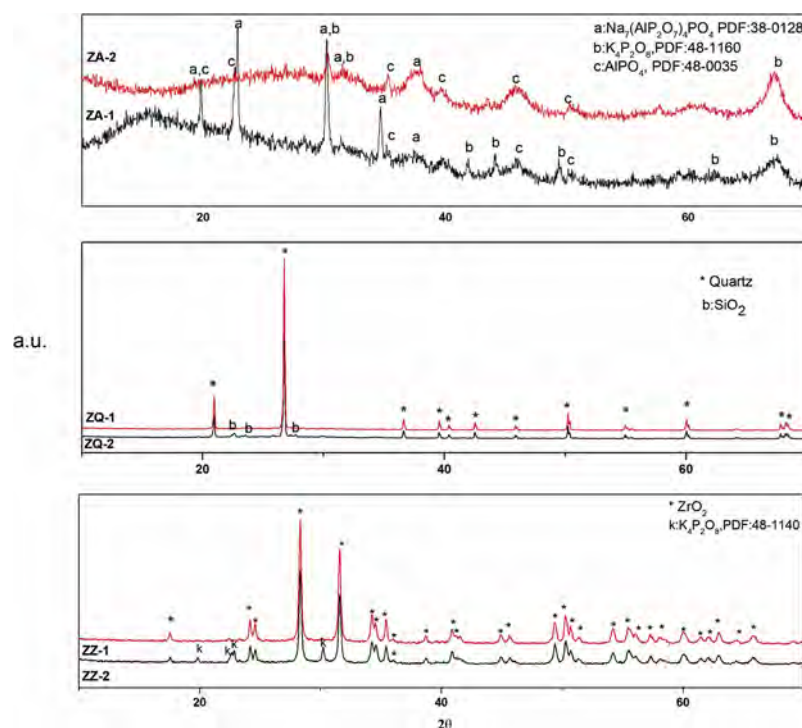 a a,b a:Na₇(AlP₂O₇)₄PO₄ PDF:38-0128
b:K₄P₂O₈,PDF:48-1160
c:AlPO₄, PDF:48-0035
ZA-2 a,c c a,b c a c c c b
ZA-1 a c a b b c b c b b
20 40 60
*
* Quartz
b:SiO₂
a.u.
* * * * * * * * * * *
ZQ-1 b b b
ZQ-2
20 40 60
* ZrO₂
k:K₄P₂O₈,PDF:48-1140
* * * * * * * * * * * * * * * * * * * * * * * * * *
ZZ-1 k k k k
ZZ-2
20 40 60
2θ